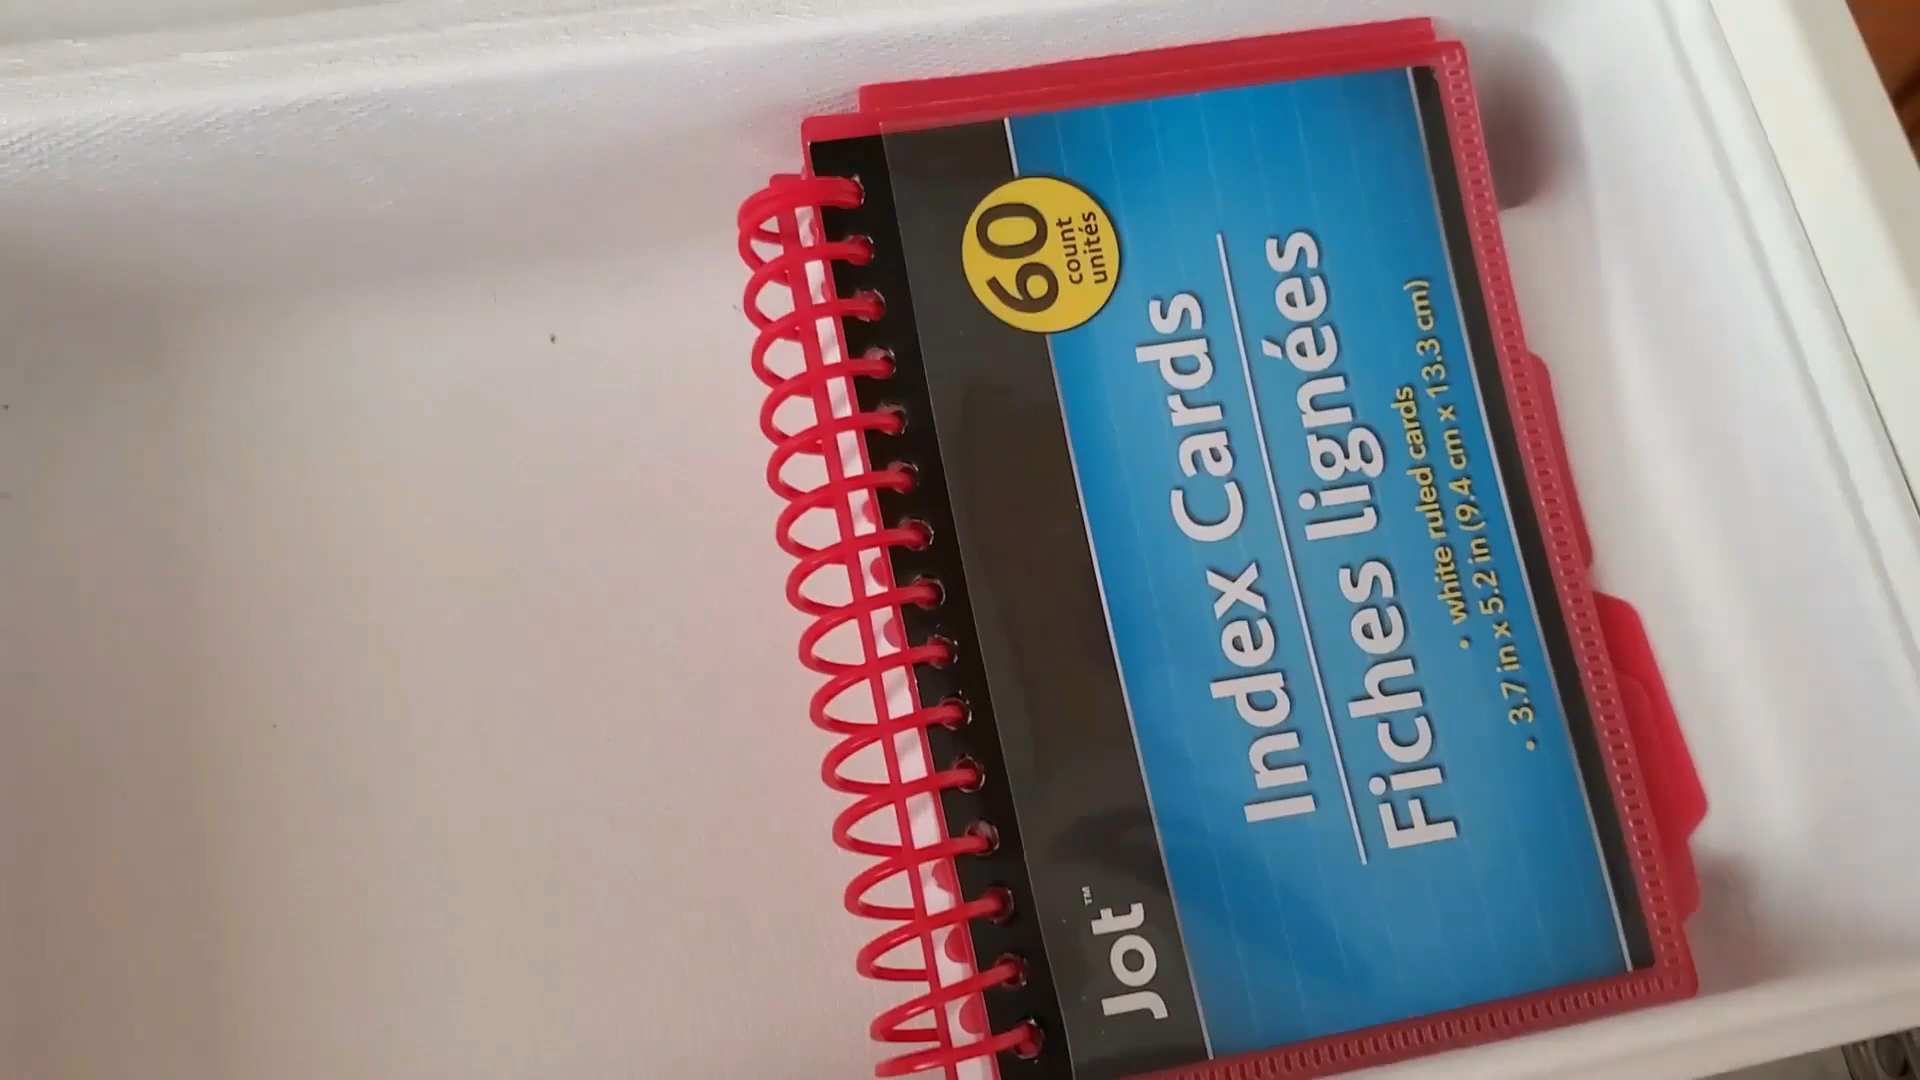 Jot™
60
count
unités
Index Cards
Fiches lignées
• white ruled cards
• 3.7 in x 5.2 in (9.4 cm x 13.3 cm)